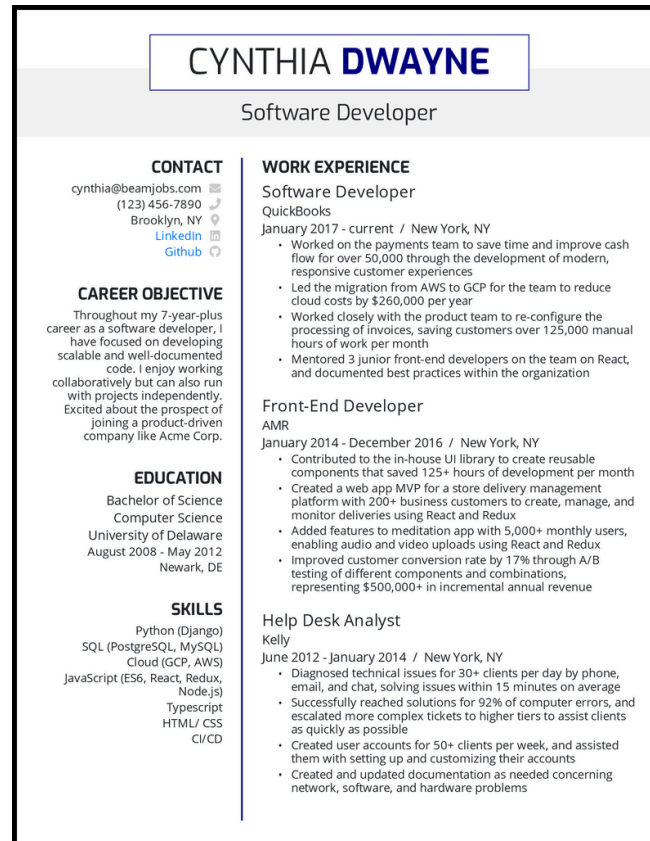 CYNTHIA DWAYNE
Software Developer
CONTACT
cynthia@beamjobs.com
(123) 456-7890
Brooklyn, NY
LinkedIn
Github
CAREER OBJECTIVE
Throughout my 7-year-plus
career as a software developer, I
have focused on developing
scalable and well-documented
code. I enjoy working
collaboratively but can also run
with projects independently.
Excited about the prospect of
joining a product-driven
company like Acme Corp.
EDUCATION
Bachelor of Science
Computer Science
University of Delaware
August 2008 - May 2012
Newark, DE
SKILLS
Python (Django)
SQL (PostgreSQL, MySQL)
Cloud (GCP, AWS)
JavaScript (ES6, React, Redux,
Node.js)
Typescript
HTML/ CSS
CI/CD
WORK EXPERIENCE
Software Developer
QuickBooks
January 2017 - current / New York, NY
• Worked on the payments team to save time and improve cash
flow for over 50,000 through the development of modern,
responsive customer experiences
• Led the migration from AWS to GCP for the team to reduce
cloud costs by $260,000 per year
• Worked closely with the product team to re-configure the
processing of invoices, saving customers over 125,000 manual
hours of work per month
• Mentored 3 junior front-end developers on the team on React,
and documented best practices within the organization
Front-End Developer
AMR
January 2014 - December 2016 / New York, NY
• Contributed to the in-house UI library to create reusable
components that saved 125+ hours of development per month
• Created a web app MVP for a store delivery management
platform with 200+ business customers to create, manage, and
monitor deliveries using React and Redux
• Added features to meditation app with 5,000+ monthly users,
enabling audio and video uploads using React and Redux
• Improved customer conversion rate by 17% through A/B
testing of different components and combinations,
representing $500,000+ in incremental annual revenue
Help Desk Analyst
Kelly
June 2012 - January 2014 / New York, NY
• Diagnosed technical issues for 30+ clients per day by phone,
email, and chat, solving issues within 15 minutes on average
• Successfully reached solutions for 92% of computer errors, and
escalated more complex tickets to higher tiers to assist clients
as quickly as possible
• Created user accounts for 50+ clients per week, and assisted
them with setting up and customizing their accounts
• Created and updated documentation as needed concerning
network, software, and hardware problems